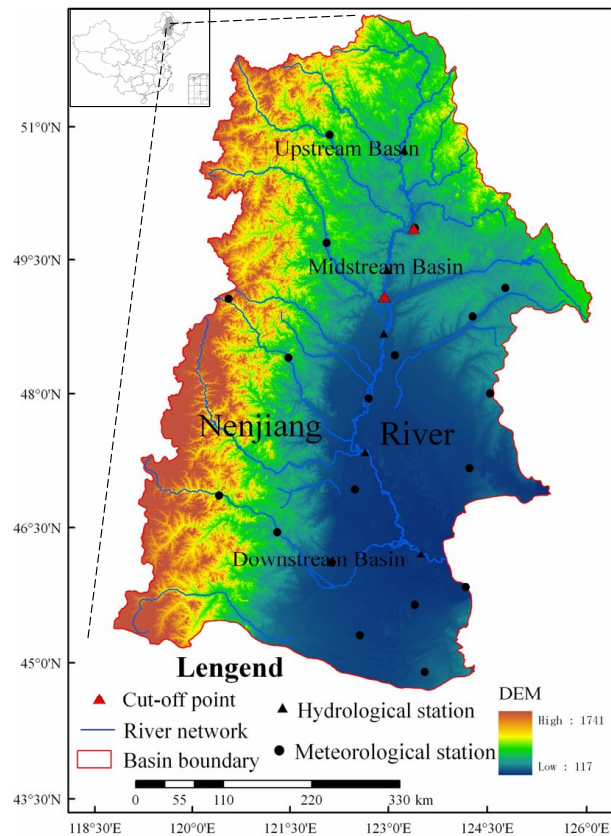 51°0'N
Upstream Basin
49°30'N
Midstream Basin
48°0'N
Nenjiang River
46°30'N
Downstream Basin
45°0'N
Lengend
Cut-off point
Hydrological station
River network
Meteorological station
Basin boundary
DEM
High : 1741
Low : 117
0 55 110 220 330 km
43°30'N
118°30'E 120°0'E 121°30'E 123°0'E 124°30'E 126°0'E